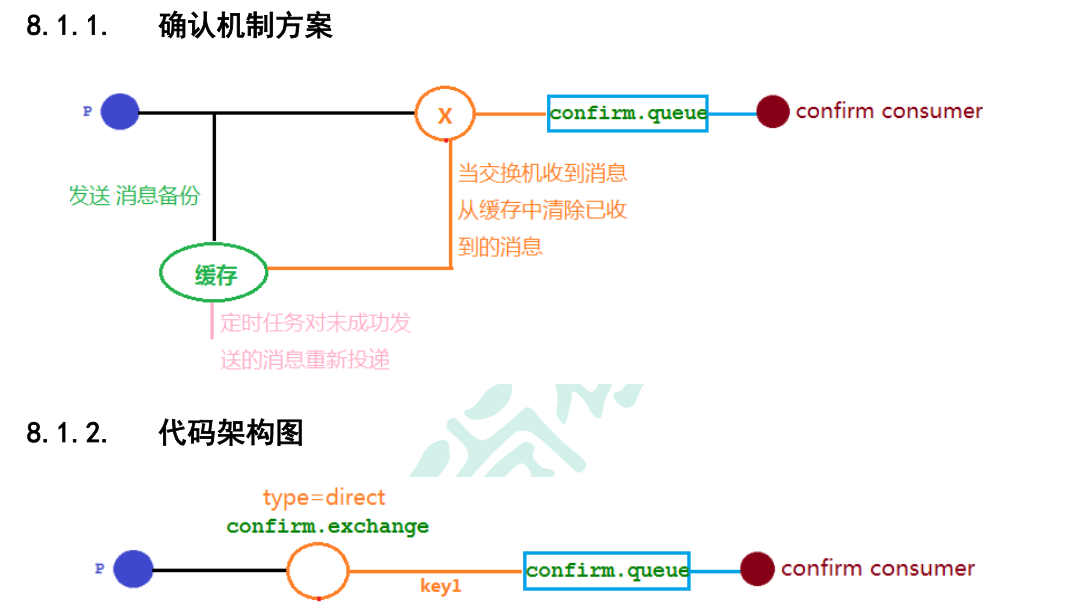 8.1.1. 确认机制方案
P
X
confirm.queue
confirm consumer
发送 消息备份
当交换机收到消息
从缓存中清除已收
到的消息
缓存
定时任务对未成功发
送的消息重新投递
8.1.2. 代码架构图
type=direct
confirm.exchange
P
key1
confirm.queue
confirm consumer